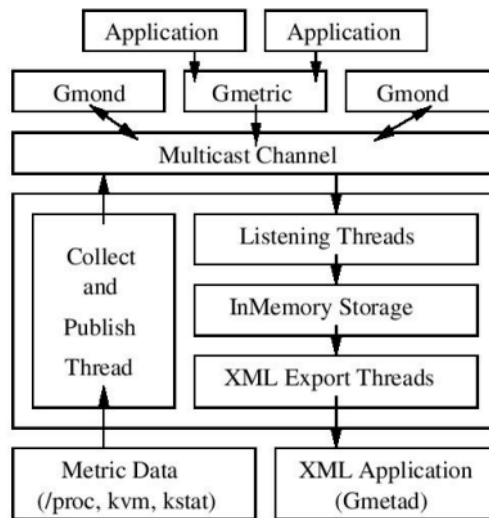 Application
Application
Gmond
Gmetric
Gmond
Multicast Channel
Collect
and
Publish
Thread
Listening Threads
InMemory Storage
XML Export Threads
Metric Data
(/proc, kvm, kstat)
XML Application
(Gmetad)